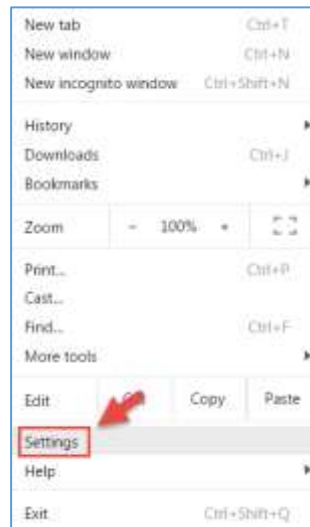 New tab Ctrl+T
New window Ctrl+N
New incognito window Ctrl+Shift+N
History
Downloads Ctrl+J
Bookmarks
Zoom - 100% +
Print... Ctrl+P
Cast...
Find... Ctrl+F
More tools
Edit Copy Paste
Settings
Help
Exit Ctrl+Shift+Q